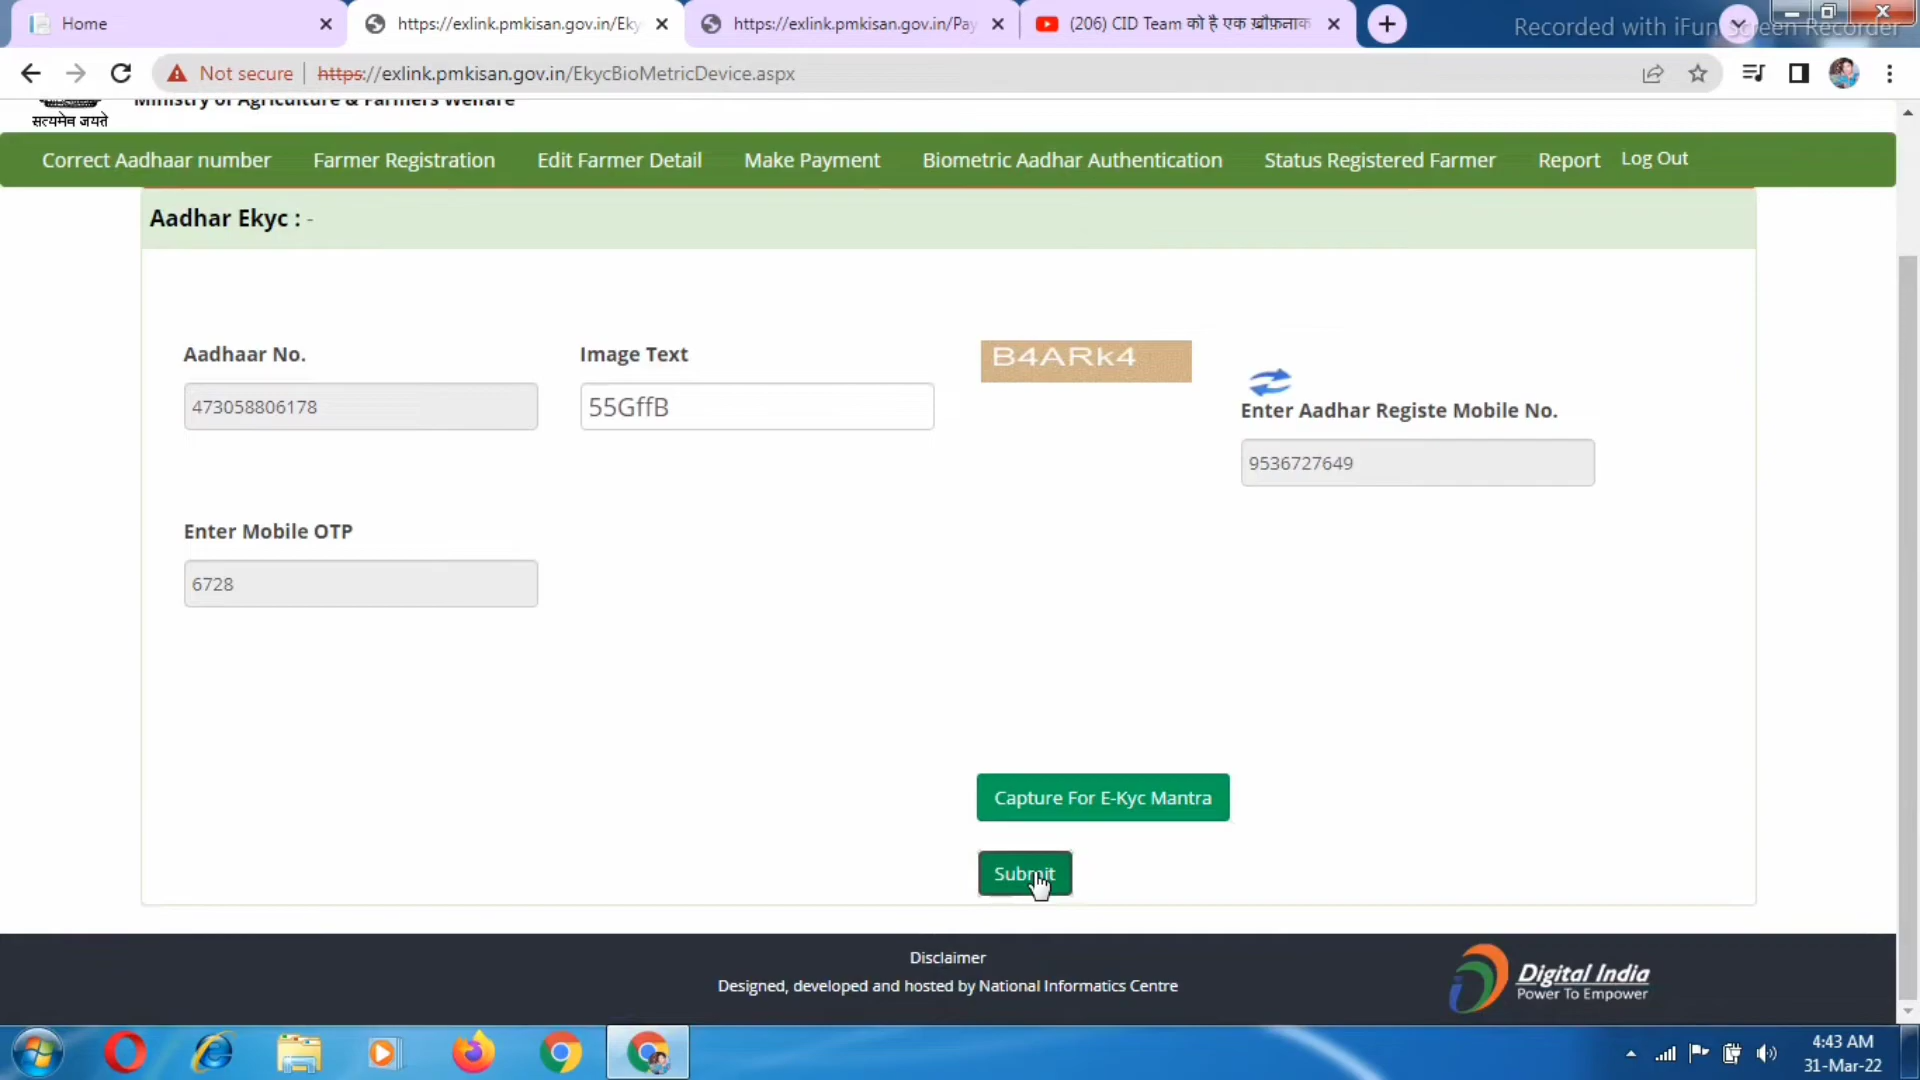 Home
https://exlink.pmkisan.gov.in/Eky
https://exlink.pmkisan.gov.in/Pay
(206) CID Team को है एक ख़ौफ़नाक
Recorded with iFun Screen Recorder
Not secure
https://exlink.pmkisan.gov.in/EkycBioMetricDevice.aspx
Ministry of Agriculture & Farmers Welfare
सत्यमेव जयते
Correct Aadhaar number
Farmer Registration
Edit Farmer Detail
Make Payment
Biometric Aadhar Authentication
Status Registered Farmer
Report
Log Out
Aadhar Ekyc : -
Aadhaar No.
Image Text
B4ARk4
473058806178
55GffB
Enter Aadhar Registe Mobile No.
9536727649
Enter Mobile OTP
6728
Capture For E-Kyc Mantra
Submit
Disclaimer
Designed, developed and hosted by National Informatics Centre
Digital India
Power To Empower
4:43 AM
31-Mar-22